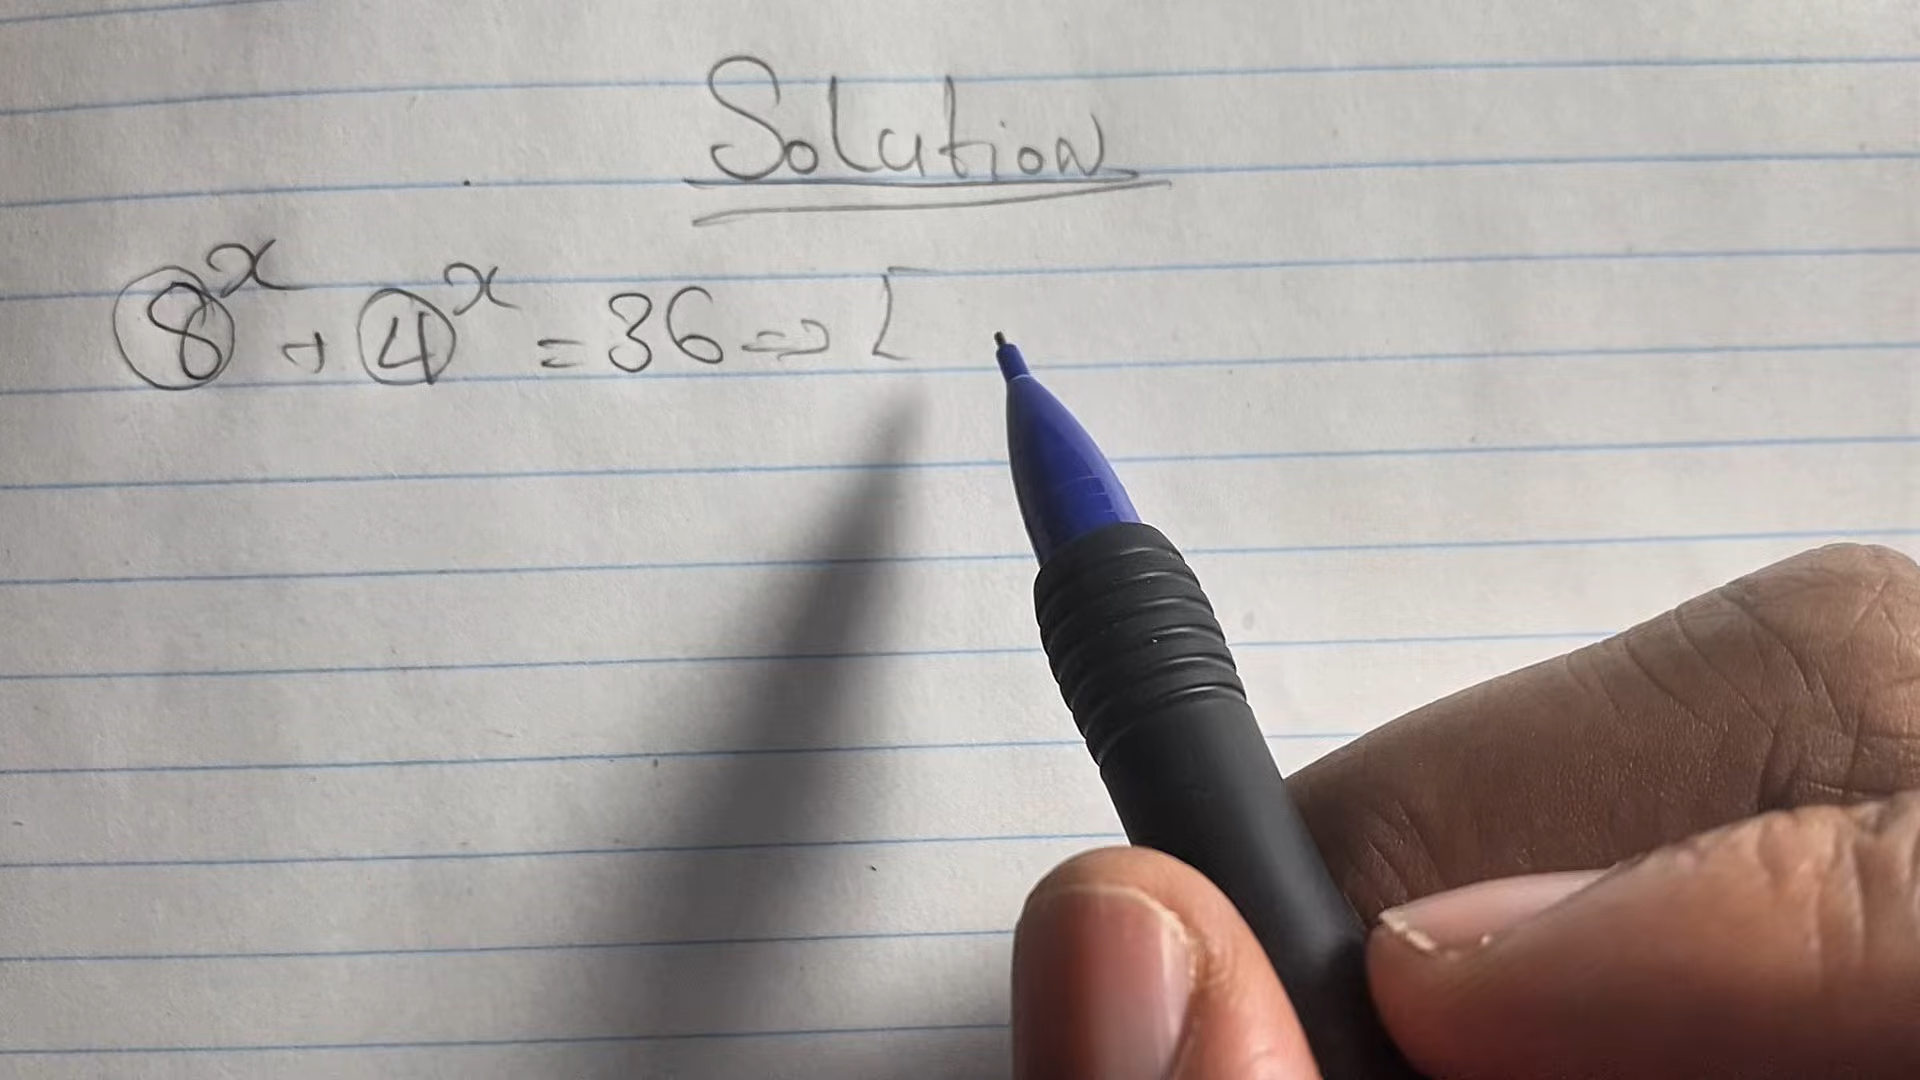 Solution
8^x + 4^x = 36 => [